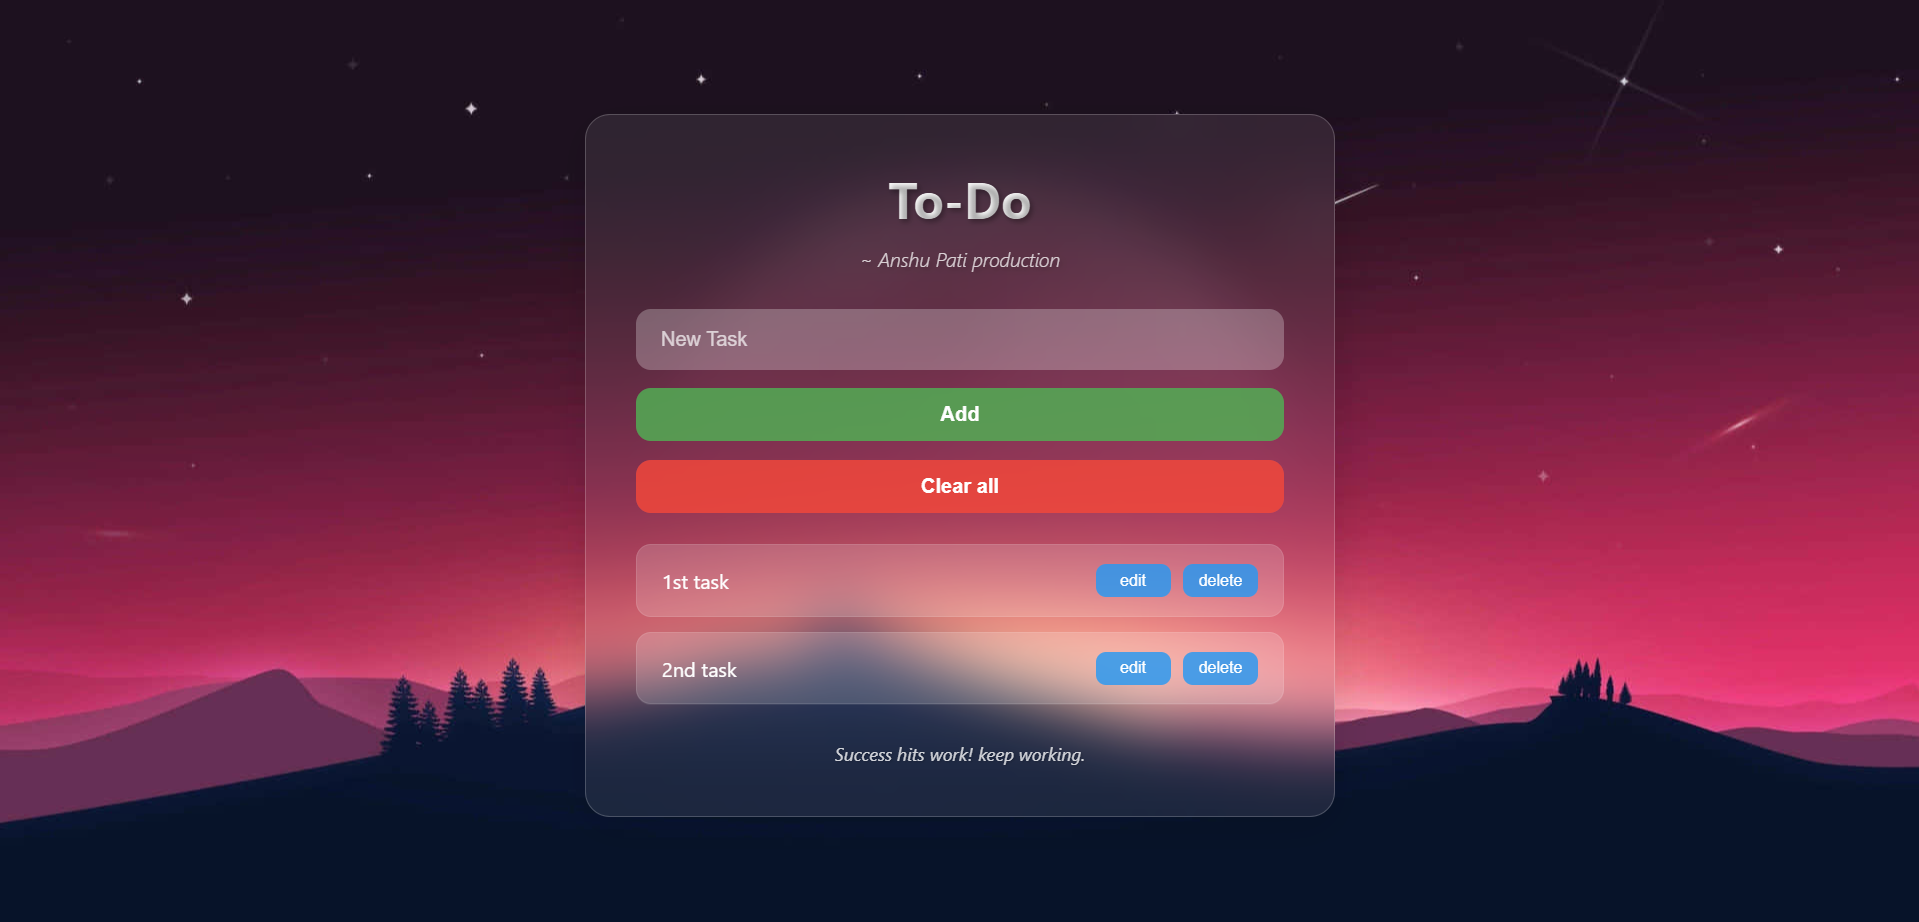 To-Do
~ Anshu Pati production
New Task
Add
Clear all
1st task edit delete
2nd task edit delete
Success hits work! keep working.